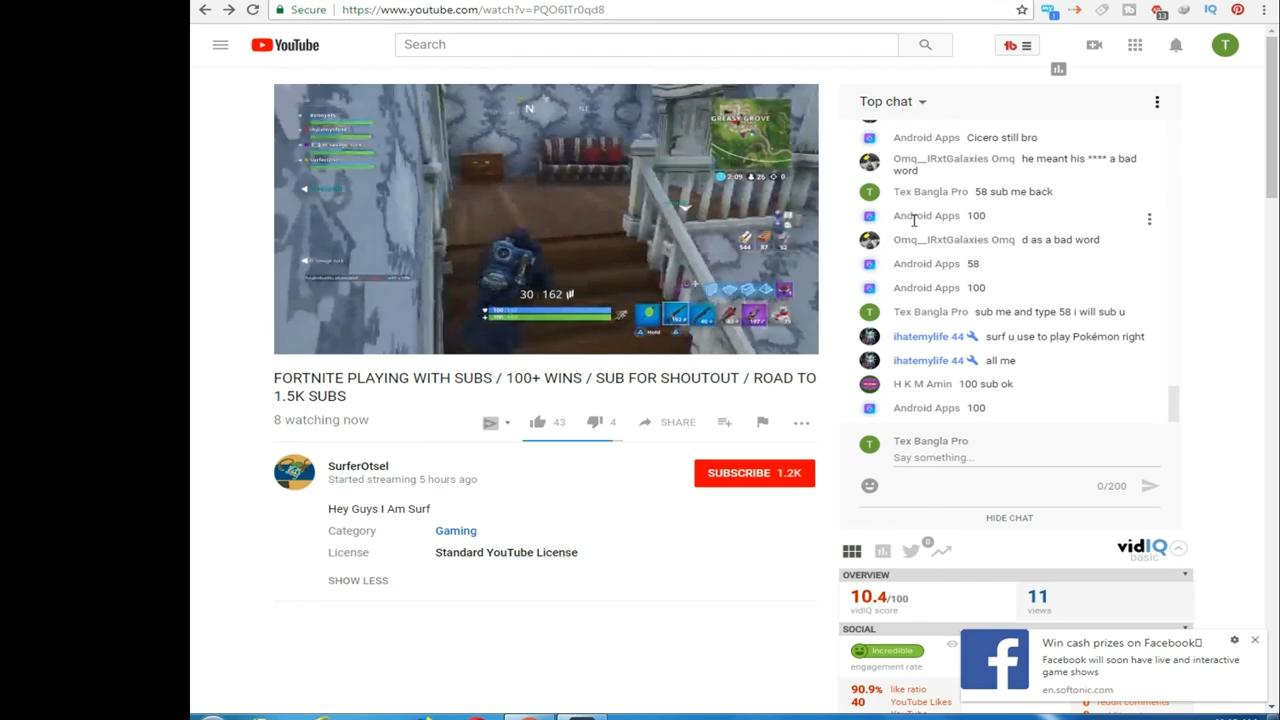 Secure https://www.youtube.com/watch?v=PQO6ITr0qd8
YouTube
Search
T
N NE
GREASY GROVE
2:09 26 0
30 162
Hold
FORTNITE PLAYING WITH SUBS / 100+ WINS / SUB FOR SHOUTOUT / ROAD TO
1.5K SUBS
8 watching now
43 4 SHARE
SurferOtsel
Started streaming 5 hours ago
SUBSCRIBE 1.2K
Hey Guys I Am Surf
Category Gaming
License Standard YouTube License
SHOW LESS
Top chat
Android Apps Cicero still bro
Omq__IRxtGalaxies Omq he meant his **** a bad
word
Tex Bangla Pro 58 sub me back
Android Apps 100
Omq__IRxtGalaxies Omq d as a bad word
Android Apps 58
Android Apps 100
Tex Bangla Pro sub me and type 58 i will sub u
ihatemylife 44 surf u use to play Pokémon right
ihatemylife 44 all me
H K M Amin 100 sub ok
Android Apps 100
Tex Bangla Pro
Say something...
0/200
HIDE CHAT
0
vidIQ
basic
OVERVIEW
10.4/100
vidIQ score
11
views
SOCIAL
Incredible
engagement rate
90.9% like ratio
40 YouTube Likes
Win cash prizes on Facebook
Facebook will soon have live and interactive
game shows
en.softonic.com